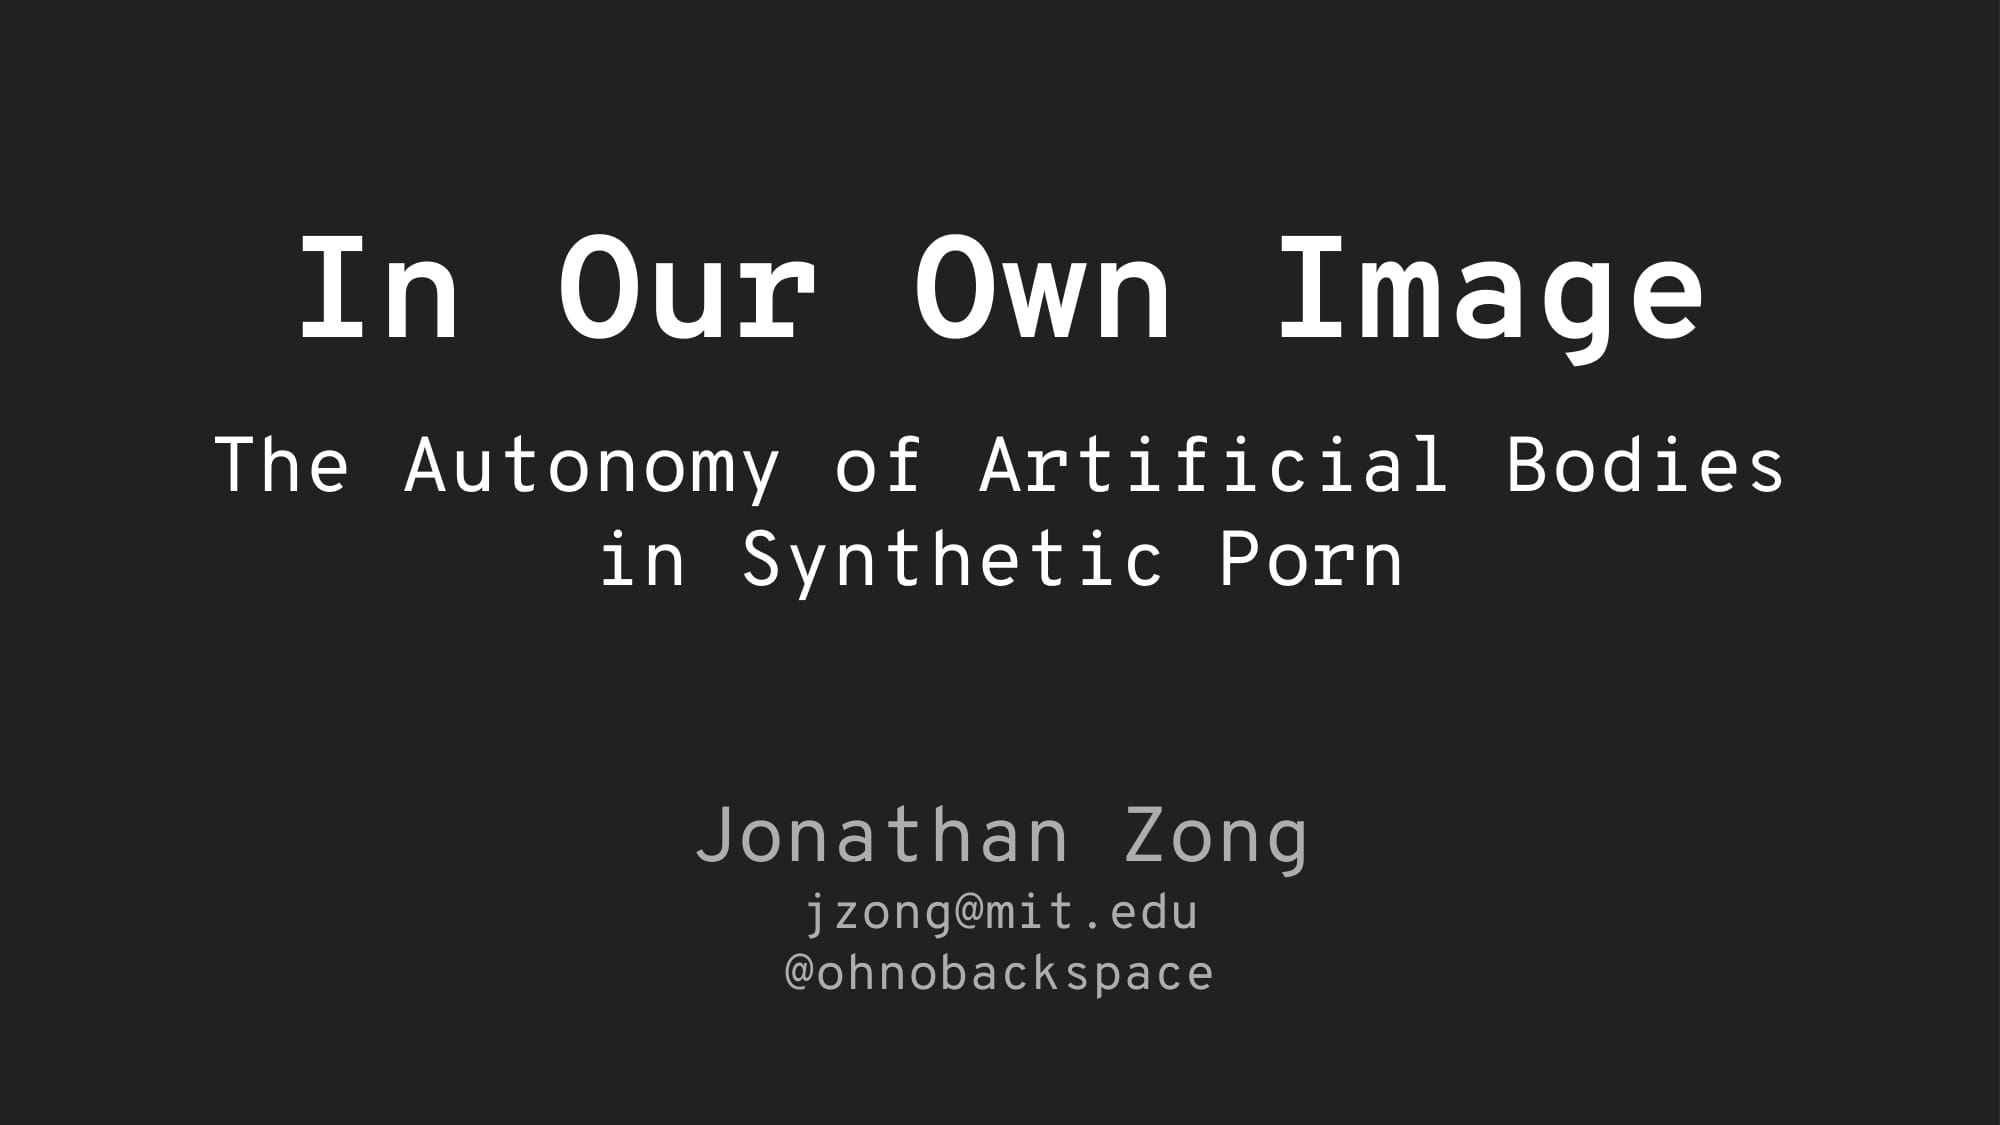 In Our Own Image
The Autonomy of Artificial Bodies
in Synthetic Porn
Jonathan Zong
jzong@mit.edu
@ohnobackspace